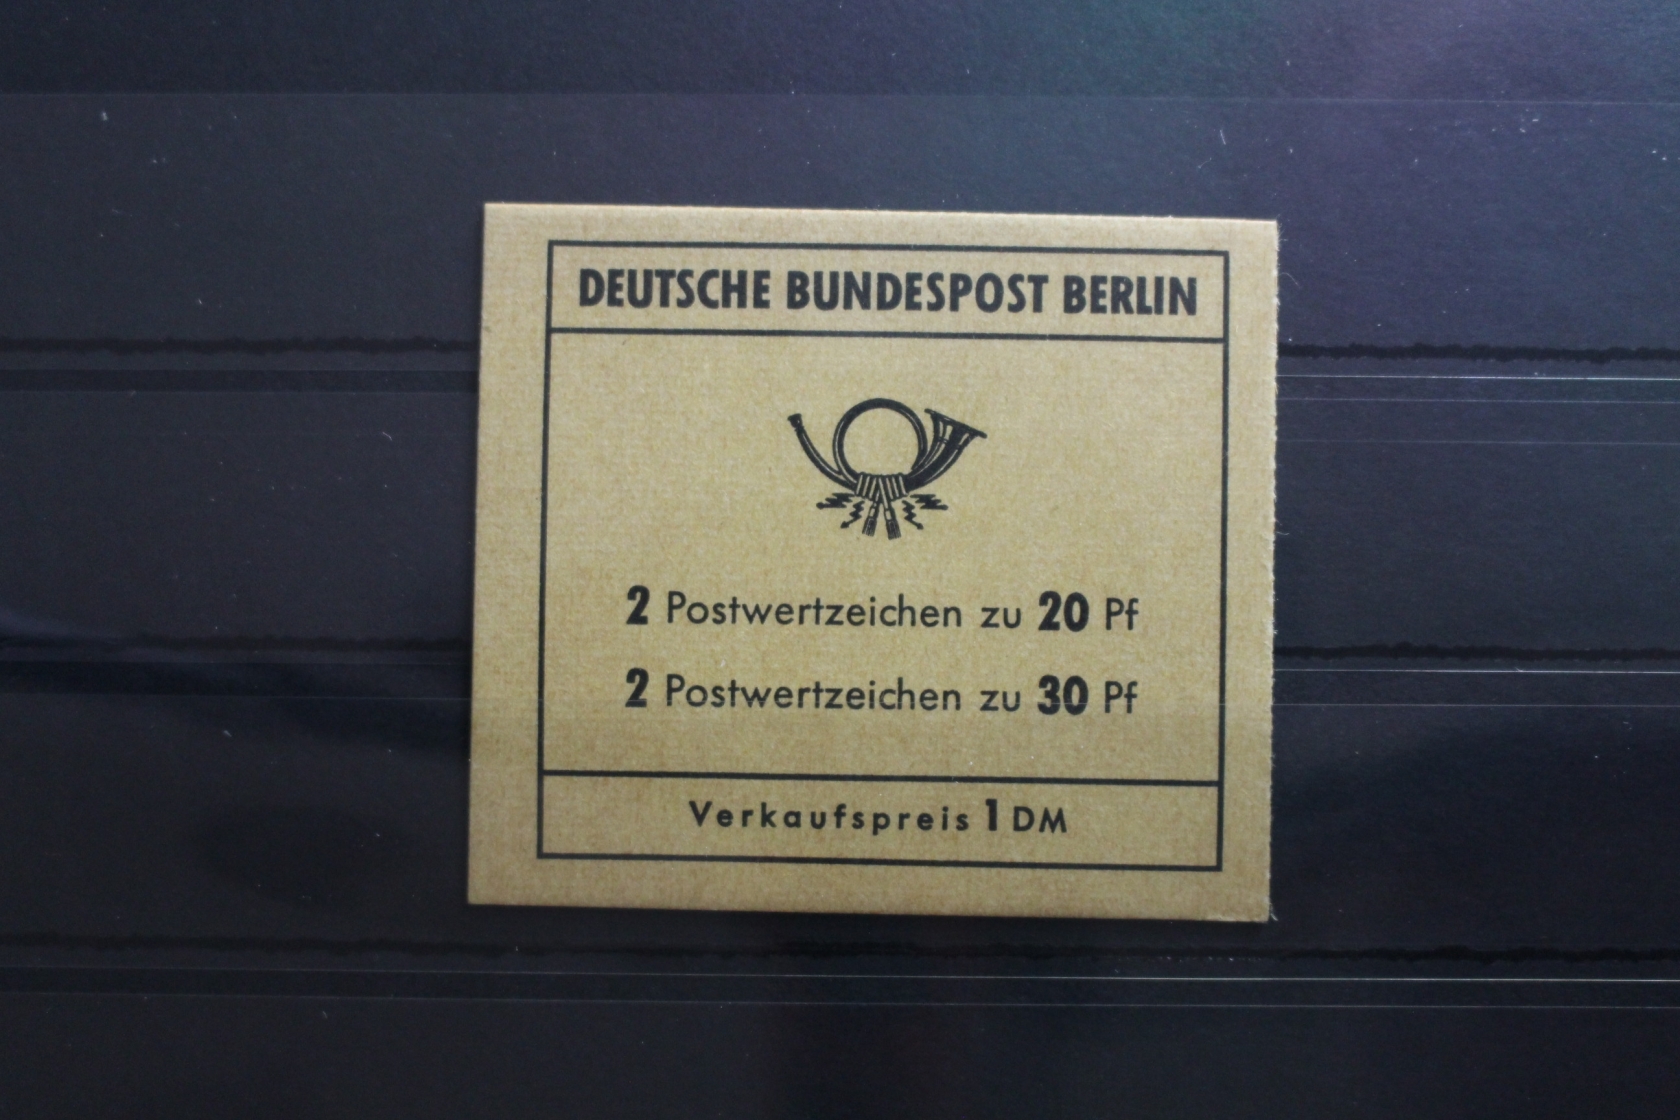 DEUTSCHE BUNDESPOST BERLIN
2 Postwertzeichen zu 20 Pf
2 Postwertzeichen zu 30 Pf
Verkaufspreis 1 DM